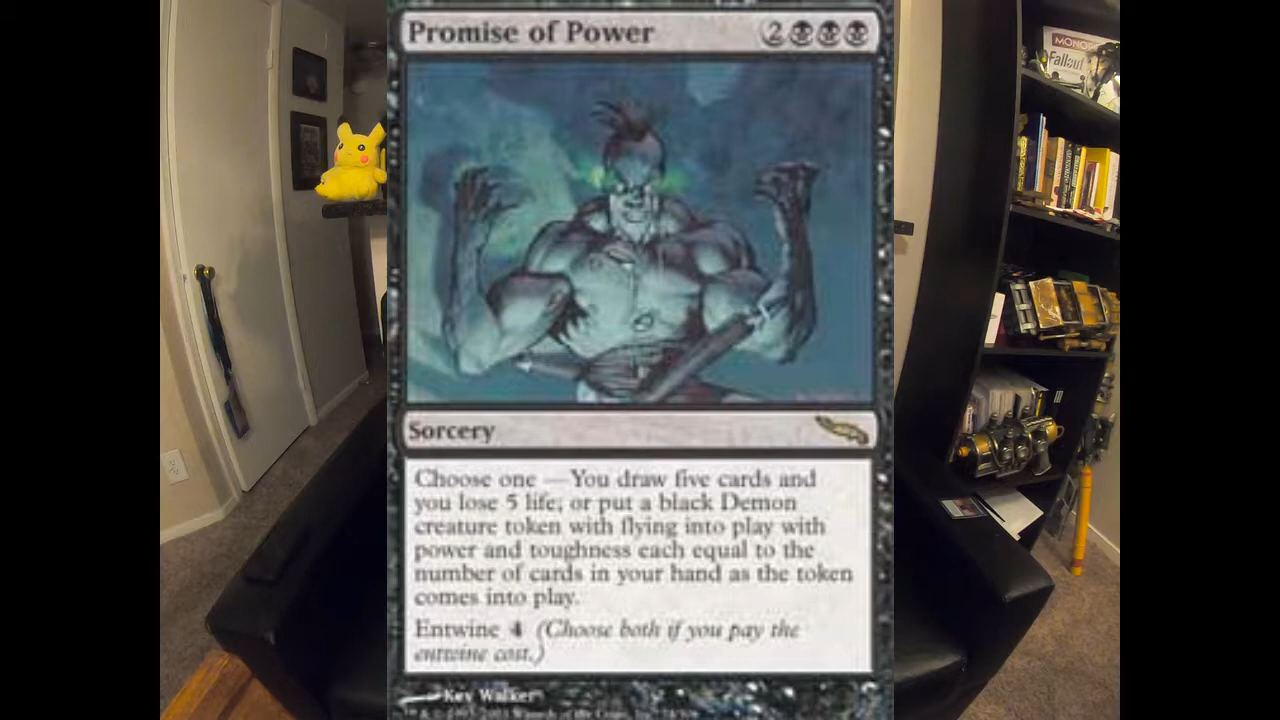 Promise of Power 2
Sorcery
Choose one — You draw five cards and
you lose 5 life; or put a black Demon
creature token with flying into play with
power and toughness each equal to the
number of cards in your hand as the token
comes into play.
Entwine 4 (Choose both if you pay the
entwine cost.)
Kev Walker
MONOPOLY
Fallout